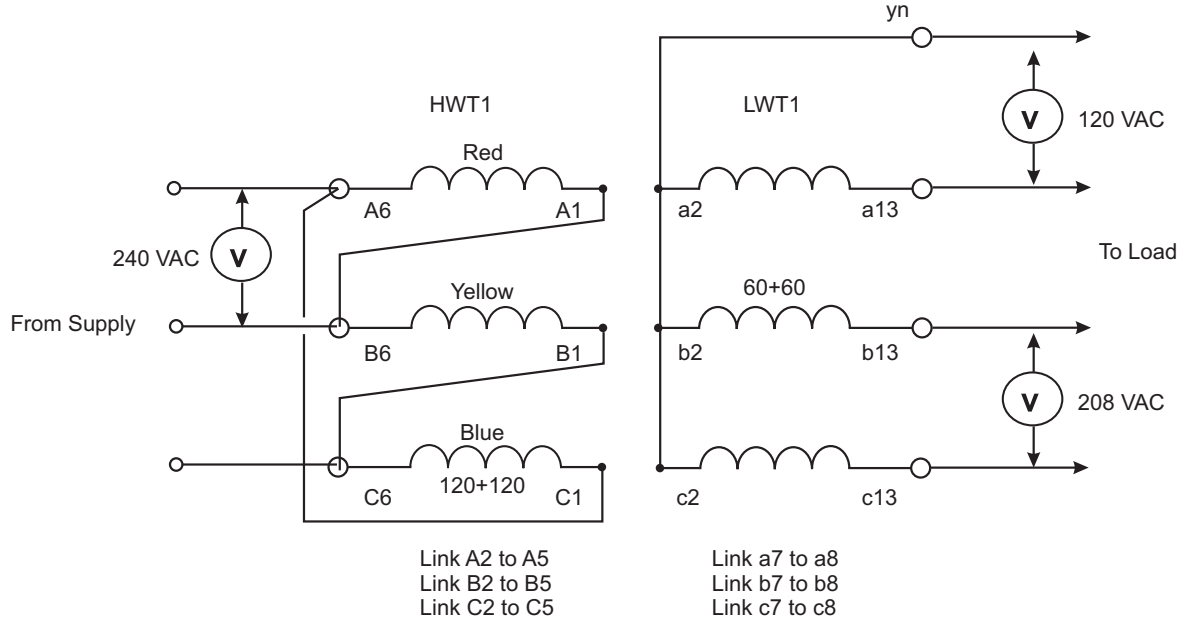 yn
HWT1
LWT1
V
120 VAC
Red
A6
A1
a2
a13
240 VAC
V
To Load
Yellow
60+60
From Supply
B6
B1
b2
b13
V
208 VAC
Blue
120+120
C6
C1
c2
c13
Link A2 to A5
Link B2 to B5
Link C2 to C5
Link a7 to a8
Link b7 to b8
Link c7 to c8